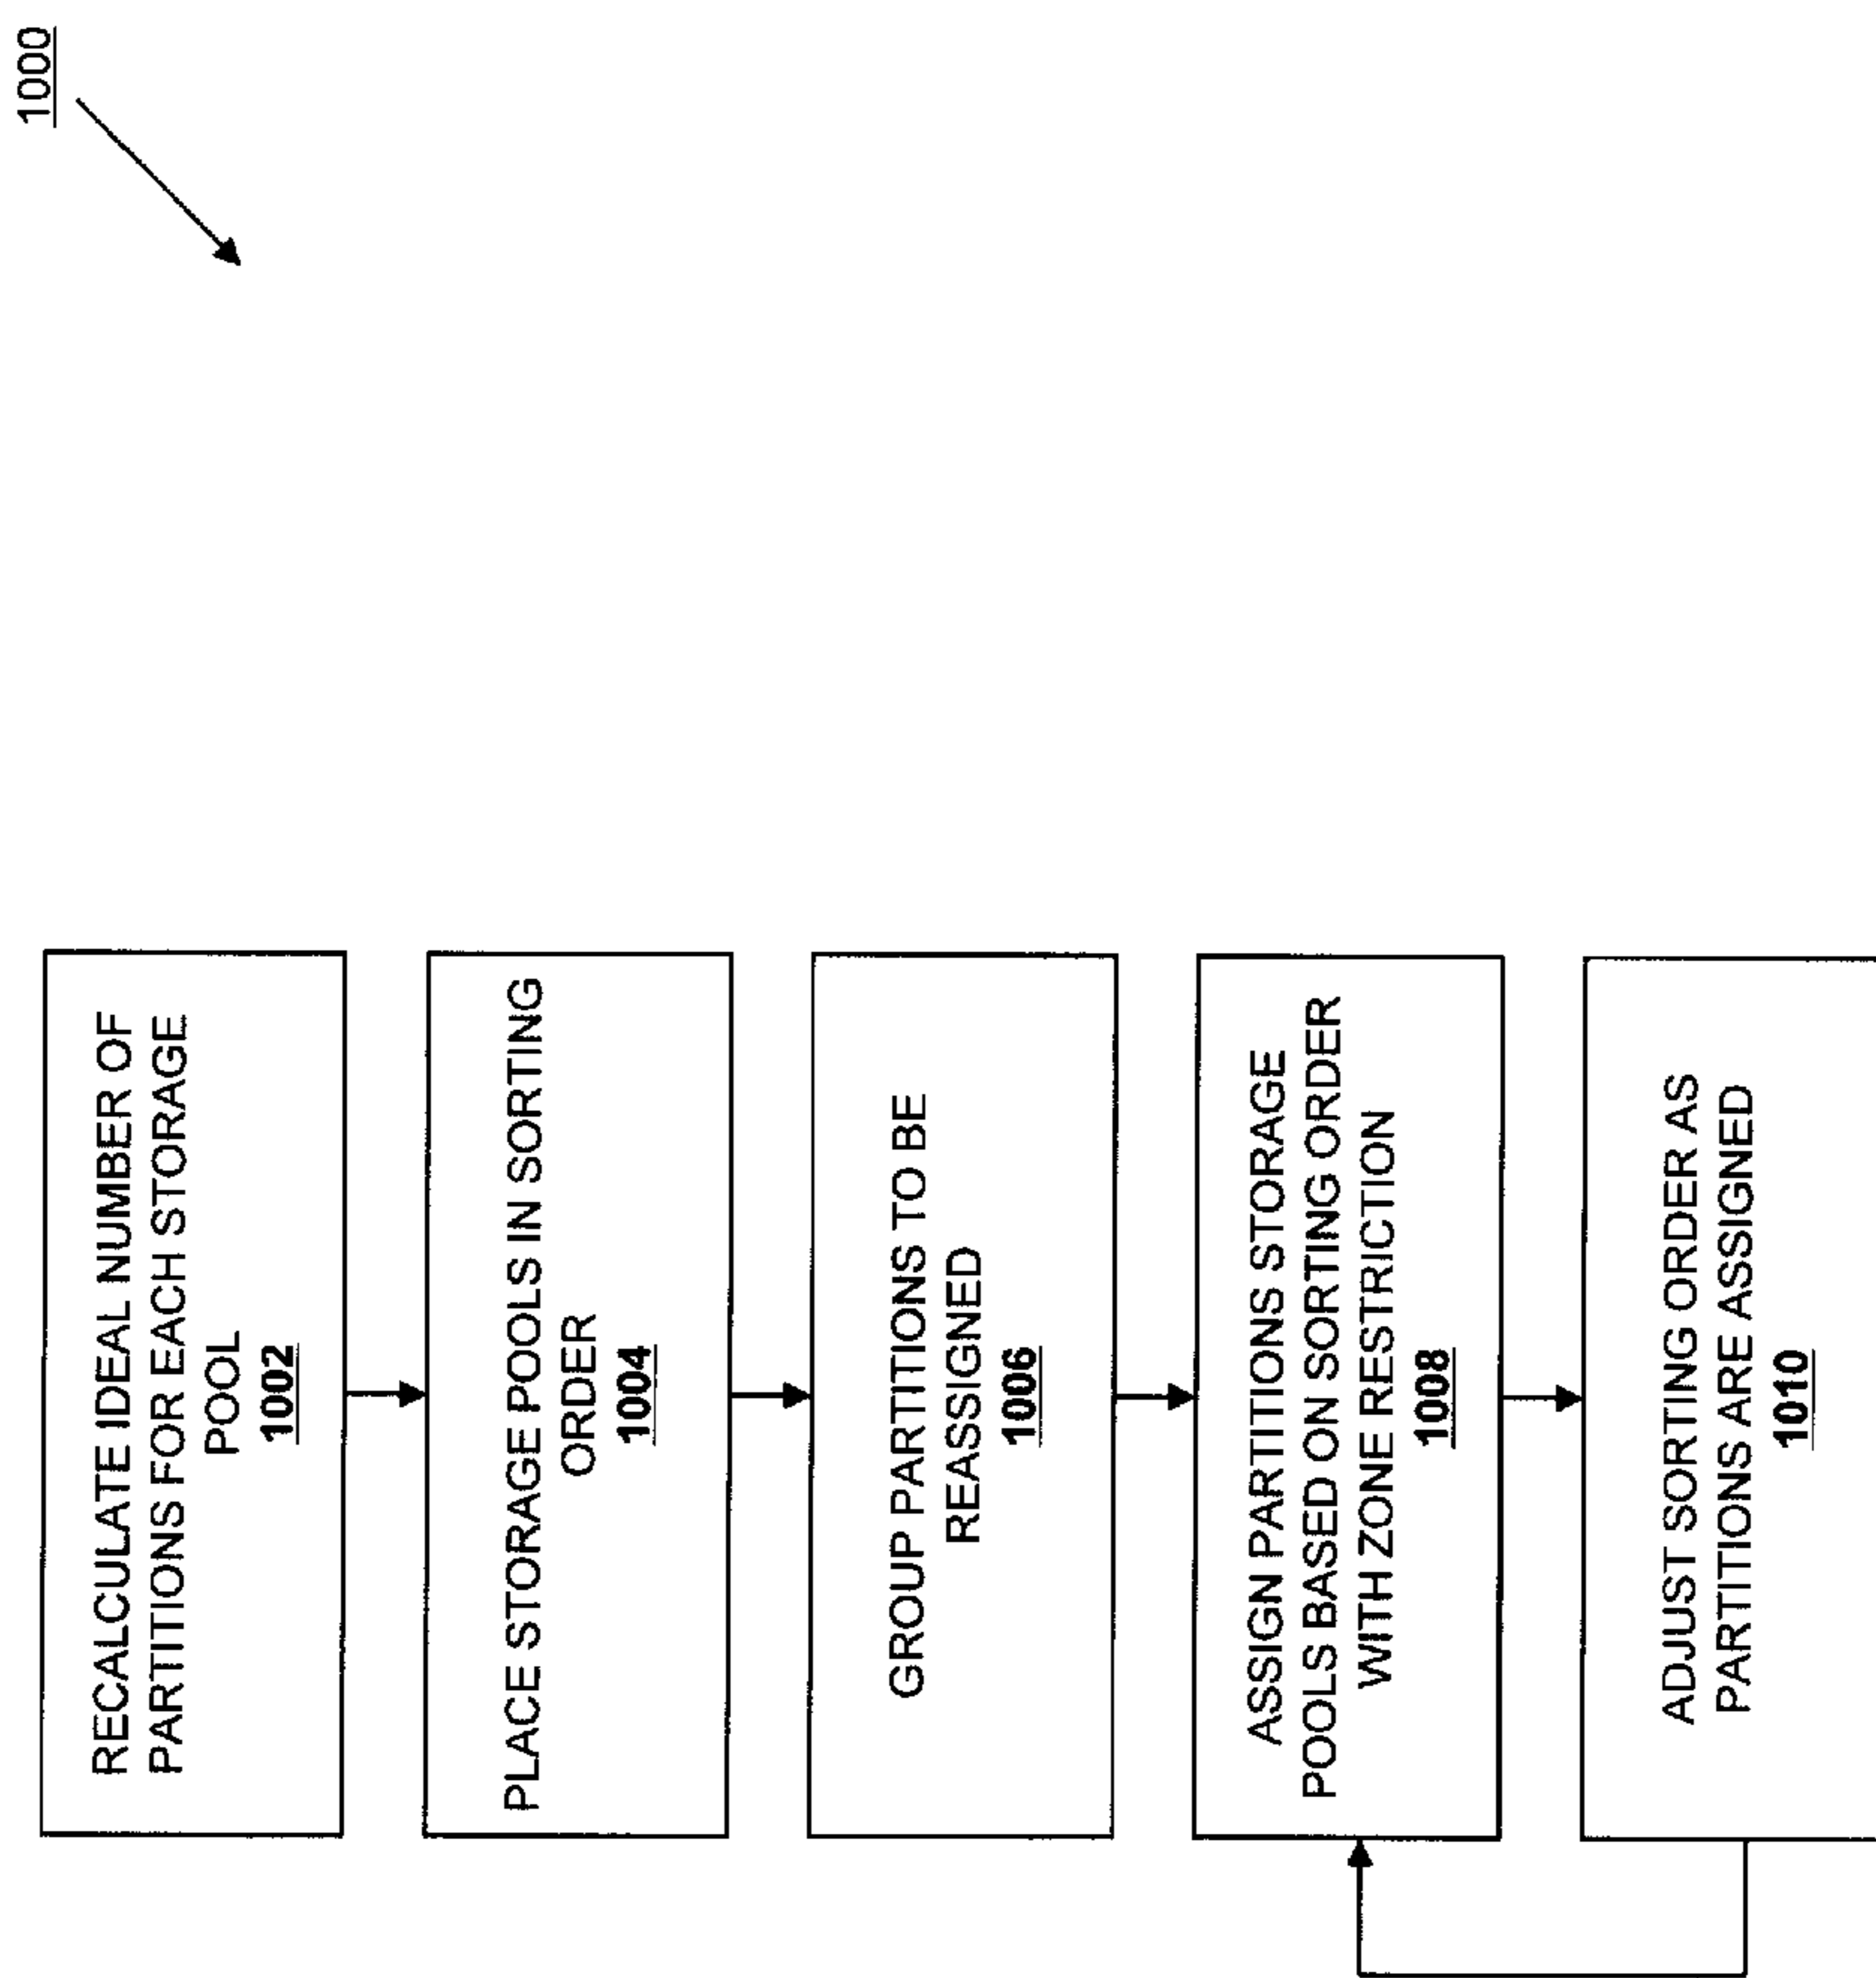 1000
RECALCULATE IDEAL NUMBER OF
PARTITIONS FOR EACH STORAGE
POOL
1002
PLACE STORAGE POOLS IN SORTING
ORDER
1004
GROUP PARTITIONS TO BE
REASSIGNED
1006
ASSIGN PARTITIONS STORAGE
POOLS BASED ON SORTING ORDER
WITH ZONE RESTRICTION
1008
ADJUST SORTING ORDER AS
PARTITIONS ARE ASSIGNED
1010